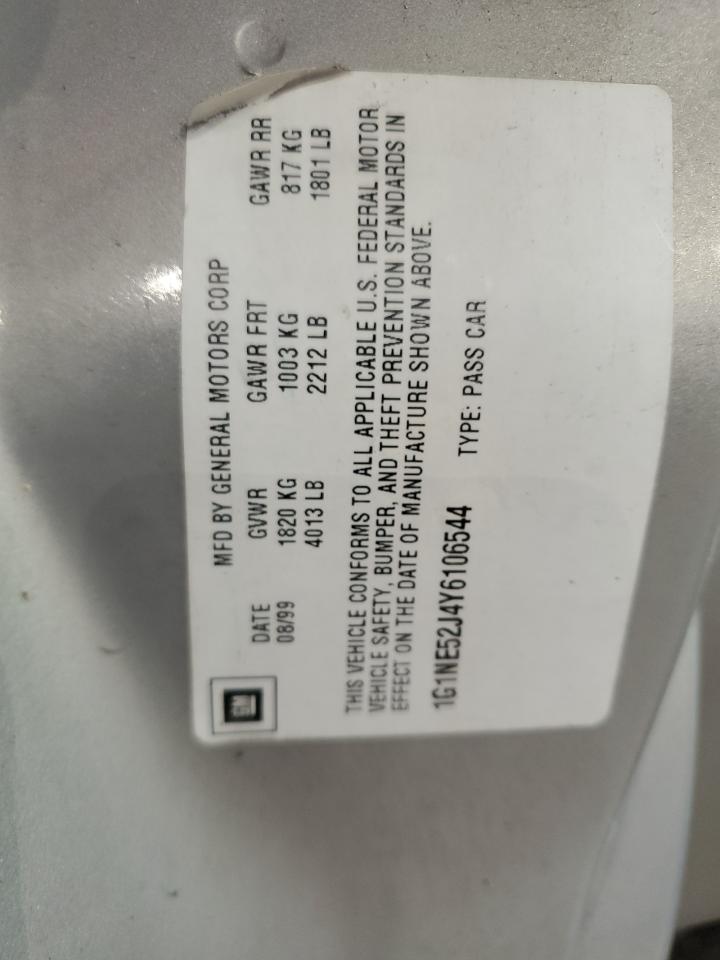 GM
MFD BY GENERAL MOTORS CORP
DATE GVWR GAWR FRT GAWR RR
08/99 1820 KG 1003 KG 817 KG
4013 LB 2212 LB 1801 LB
THIS VEHICLE CONFORMS TO ALL APPLICABLE U.S. FEDERAL MOTOR
VEHICLE SAFETY, BUMPER, AND THEFT PREVENTION STANDARDS IN
EFFECT ON THE DATE OF MANUFACTURE SHOWN ABOVE.
1G1NE52J4Y6106544 TYPE: PASS CAR